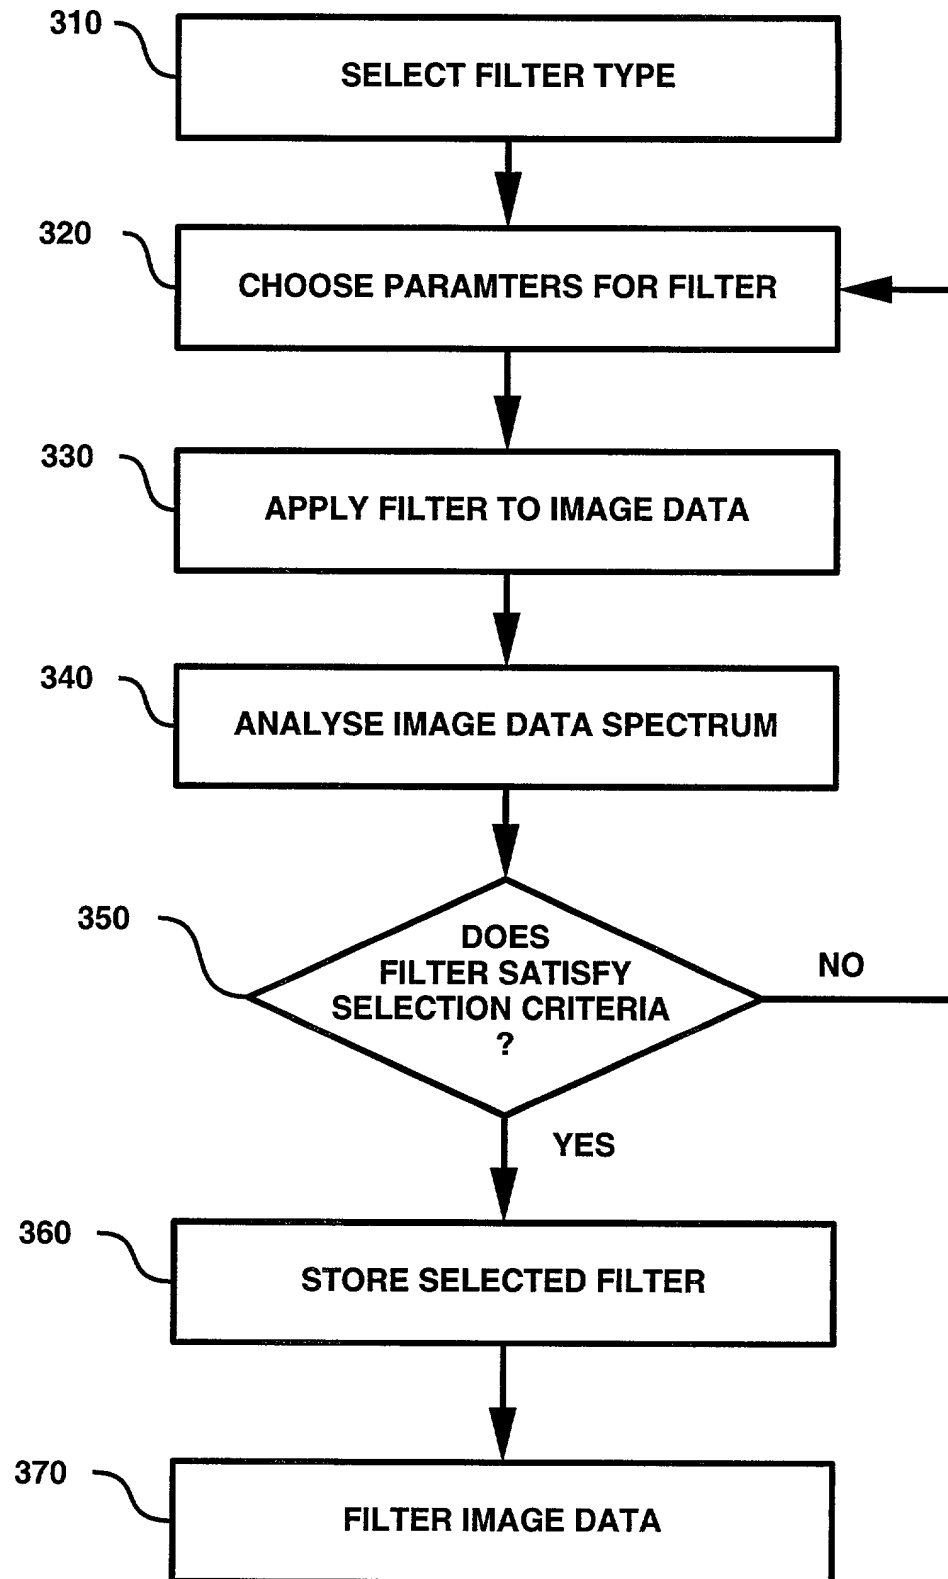 310
SELECT FILTER TYPE
320
CHOOSE PARAMTERS FOR FILTER
330
APPLY FILTER TO IMAGE DATA
340
ANALYSE IMAGE DATA SPECTRUM
350
DOES
FILTER SATISFY
SELECTION CRITERIA
?
NO
YES
360
STORE SELECTED FILTER
370
FILTER IMAGE DATA